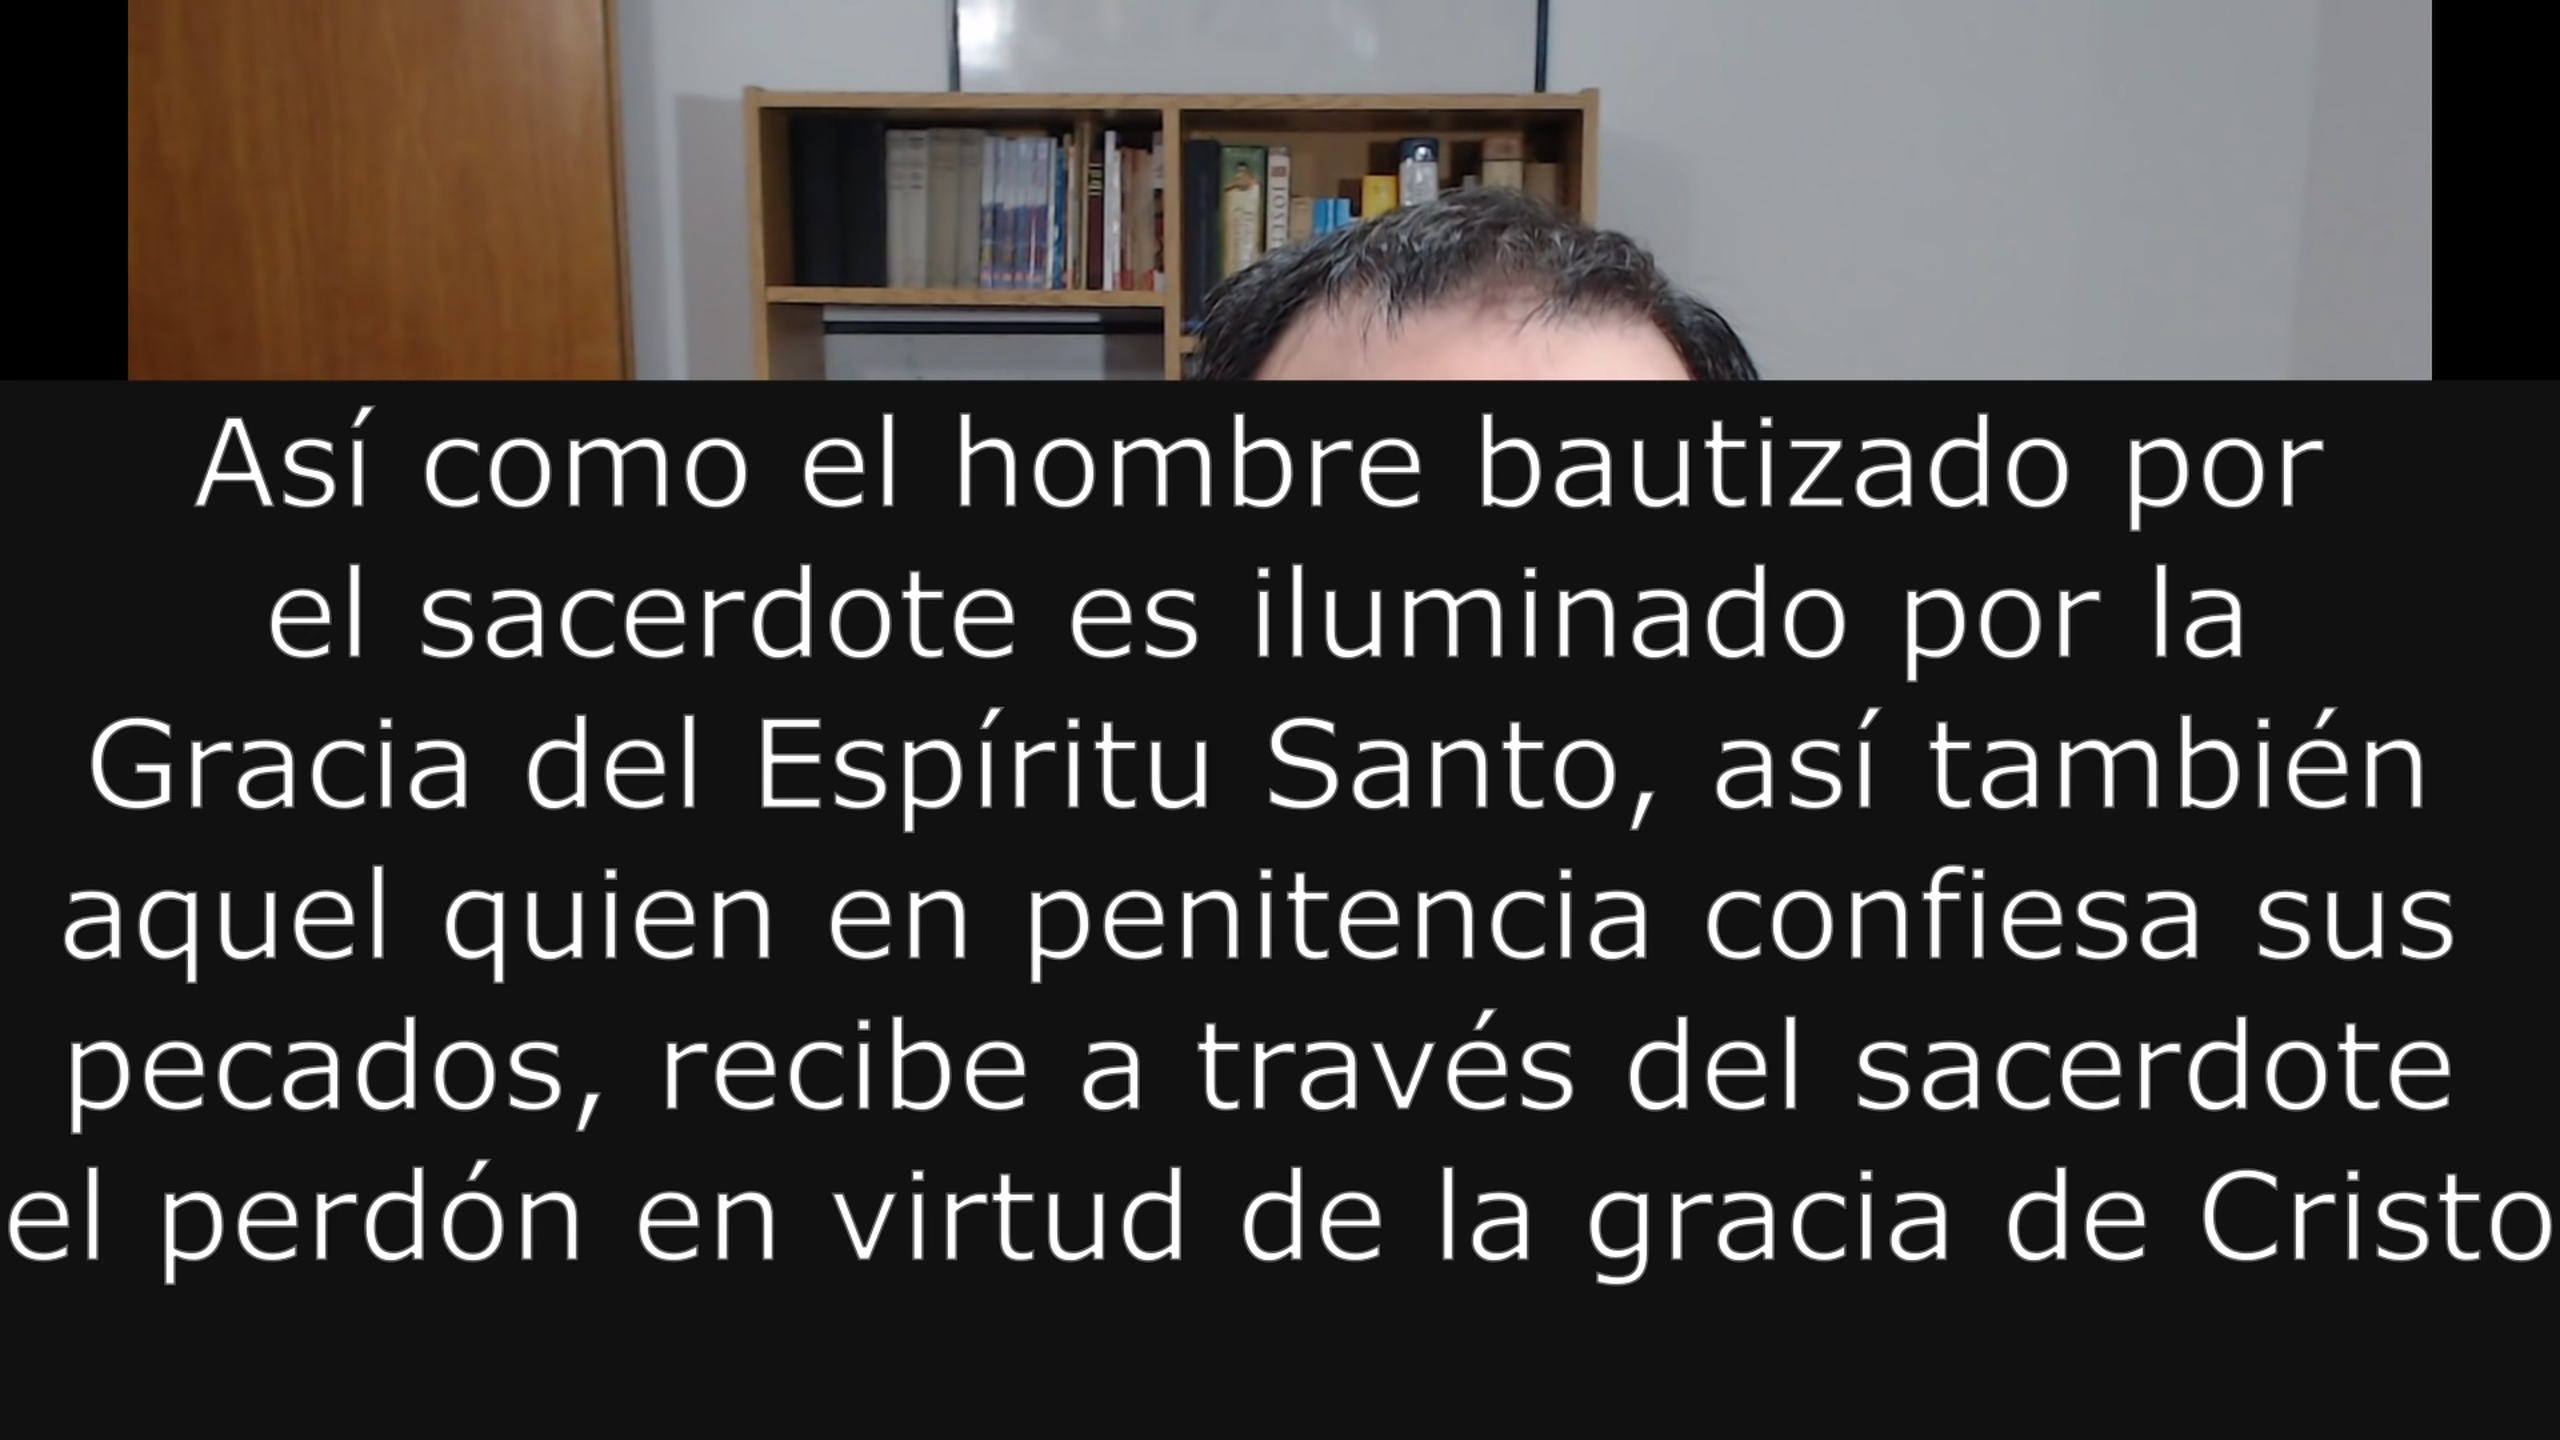 Así como el hombre bautizado por
el sacerdote es iluminado por la
Gracia del Espíritu Santo, así también
aquel quien en penitencia confiesa sus
pecados, recibe a través del sacerdote
el perdón en virtud de la gracia de Cristo